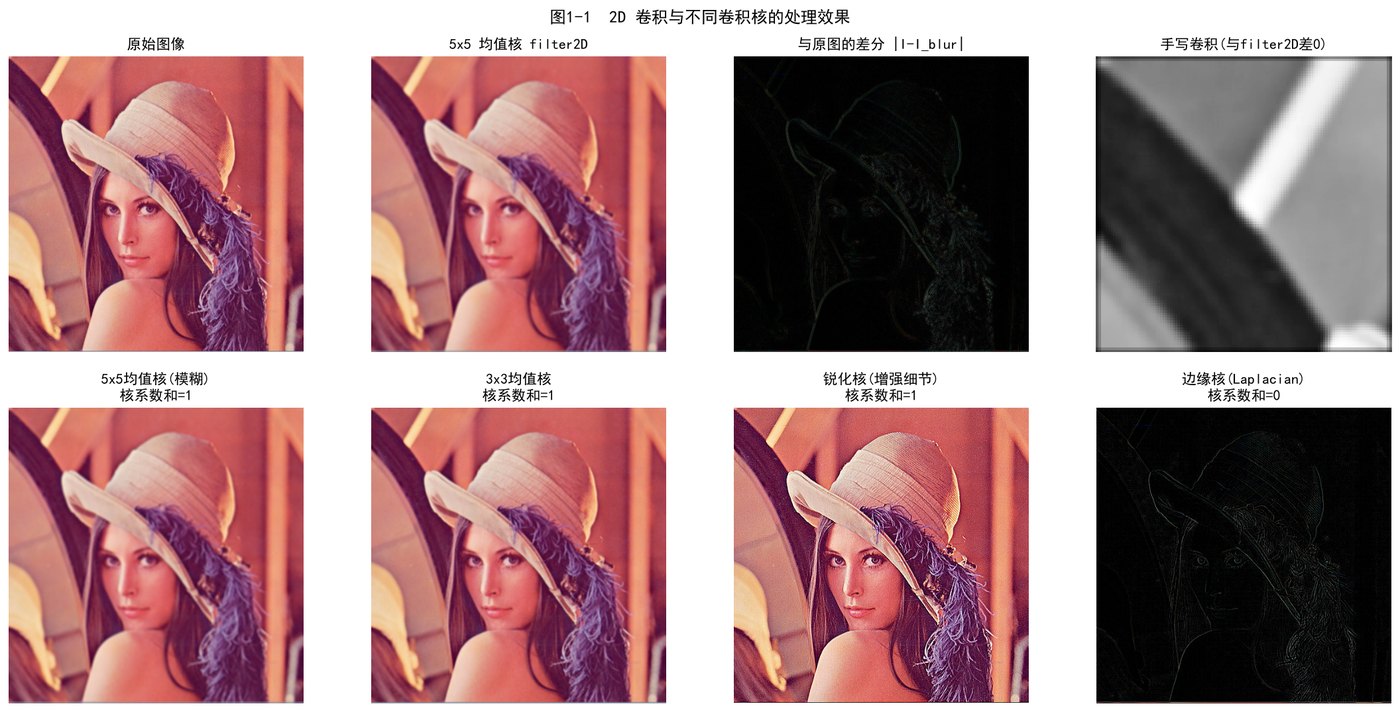 图1-1  2D 卷积与不同卷积核的处理效果
原始图像
5x5 均值核 filter2D
与原图的差分 |I-I_blur|
手写卷积(与filter2D差0)
5x5均值核(模糊)
核系数和=1
3x3均值核
核系数和=1
锐化核(增强细节)
核系数和=1
边缘核(Laplacian)
核系数和=0